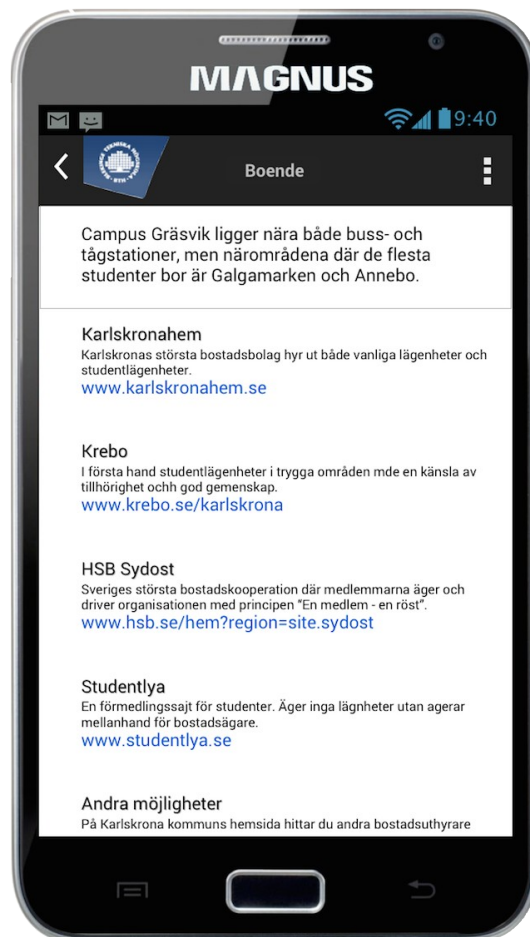 MAGNUS
9:40
Boende
Campus Gräsvik ligger nära både buss- och
tågstationer, men närområdena där de flesta
studenter bor är Galgamarken och Annebo.
Karlskronahem
Karlskronas största bostadsbolag hyr ut både vanliga lägenheter och
studentlägenheter.
www.karlskronahem.se
Krebo
I första hand studentlägenheter i trygga områden mde en känsla av
tillhörighet ochh god gemenskap.
www.krebo.se/karlskrona
HSB Sydost
Sveriges största bostadskooperation där medlemmarna äger och
driver organisationen med principen “En medlem - en röst”.
www.hsb.se/hem?region=site.sydost
Studentlya
En förmedlingssajt för studenter. Äger inga lägnheter utan agerar
mellanhand för bostadsägare.
www.studentlya.se
Andra möjligheter
På Karlskrona kommuns hemsida hittar du andra bostadsuthyrare